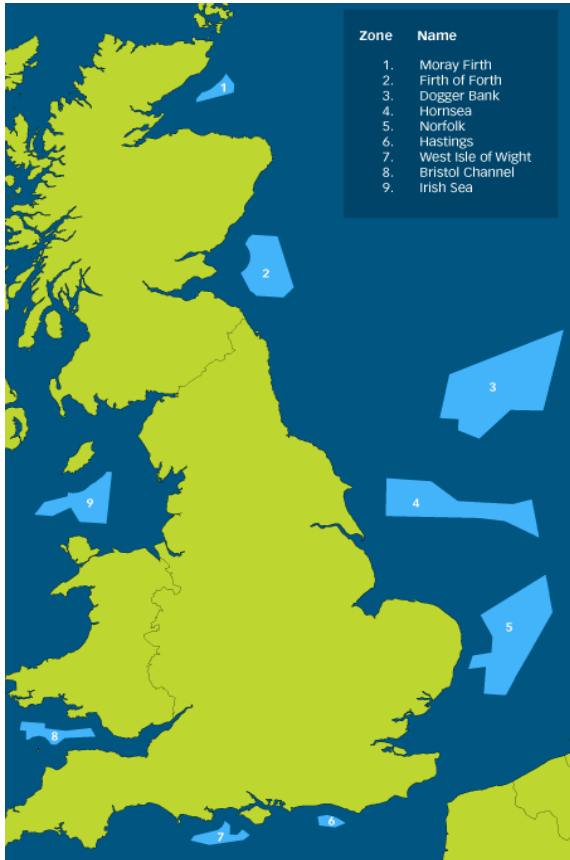 Zone Name
1. Moray Firth
2. Firth of Forth
3. Dogger Bank
4. Hornsea
5. Norfolk
6. Hastings
7. West Isle of Wight
8. Bristol Channel
9. Irish Sea
1
2
3
4
9
5
8
6
7